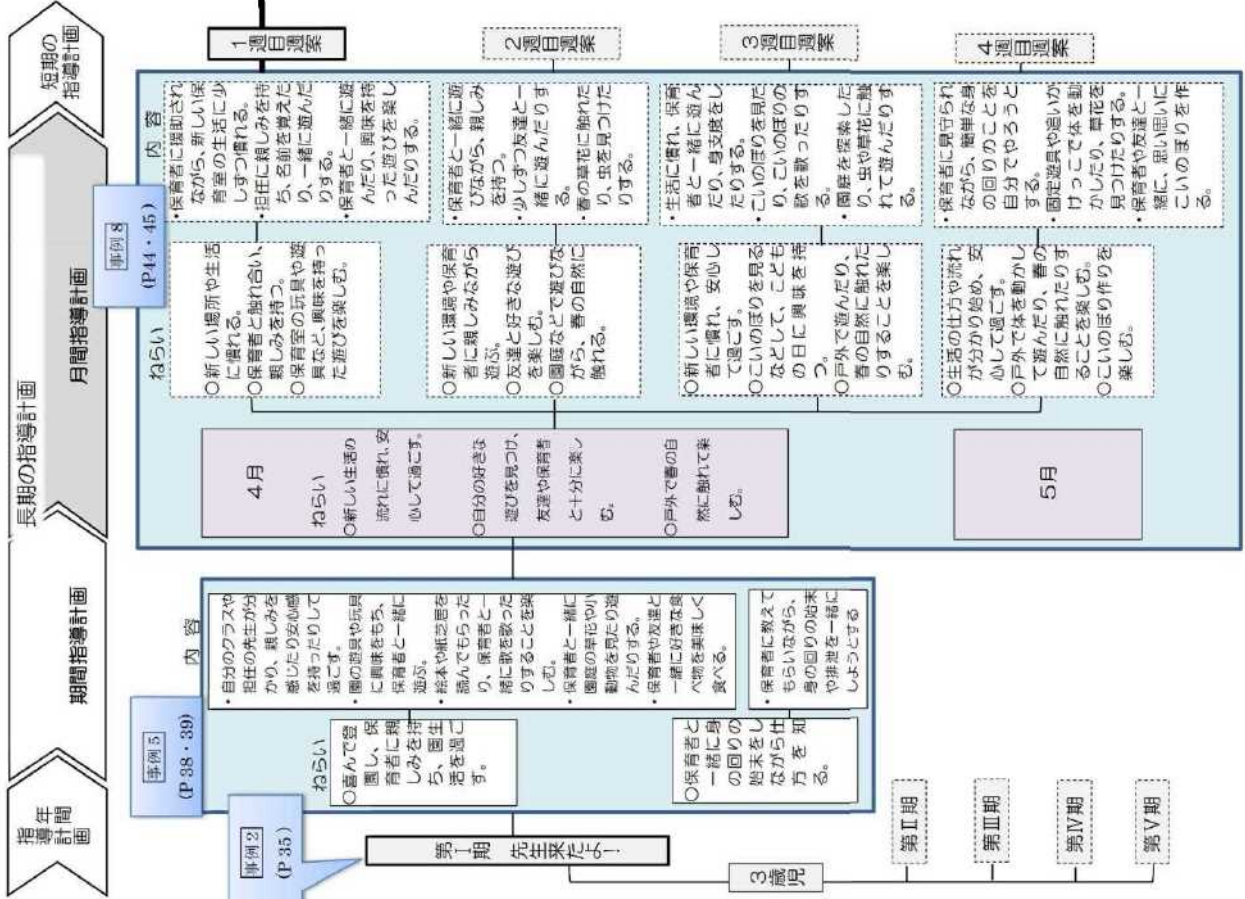 長期の指導計画
短期の
指導計画
年間
指導計画
期間指導計画
月間指導計画
事例2
(P35)
事例5
(P38・39)
事例8
(P44・45)
3歳児
第Ⅰ期 先生来たよ!
第Ⅱ期
第Ⅲ期
第Ⅳ期
第Ⅴ期
ねらい
○喜んで登
園し、保
育者に親
しみを持
ち、園生
活を過ご
す。
○保育者と
一緒に身
の回りの
始末をし
ながら仕
方を知
る。
内容
・自分のクラスや
担任の先生が分
かり、親しみを
感じたり安心感
を持ったりして
過ごす。
・園の遊具や玩具
に興味をもち、
保育者と一緒に
遊ぶ。
・絵本や紙芝居を
読んでもらった
り、保育者と一
緒に歌を歌った
りすることを楽
しむ。
・保育者と一緒に
園庭の草花や小
動物を見たり遊
んだりする。
・保育者や友達と
一緒に好きな食
べ物を美味しく
食べる。
・保育者に教えて
もらいながら、
身の回りの始末
や排泄を一緒に
しようとする
4月
ねらい
○新しい生活の
流れに慣れ、安
心して過ごす。
○自分の好きな
遊びを見つけ、
友達や保育者
と十分に楽し
む。
○戸外で春の自
然に触れて楽
しむ。
5月
ねらい
○新しい場所や生活
に慣れる。
○保育者と触れ合い、
親しみを持つ。
○保育室の玩具や遊
具など、興味を持っ
た遊びを楽しむ。
○新しい環境や保育
者に親しみながら
遊ぶ。
○友達と好きな遊び
を楽しむ。
○園庭などで遊びな
がら、春の自然に
触れる。
○新しい環境や保育
者に慣れ、安心し
て過ごす。
○こいのぼりを見る
などして、こども
の日に興味を持
つ。
○戸外で遊んだり、
春の自然に触れた
りすることを楽し
む。
○生活の仕方や流れ
が分かり始め、安
心して過ごす。
○戸外で体を動かし
て遊んだり、春の
自然に触れたりす
ることを楽しむ。
○こいのぼり作りを
楽しむ。
内容
・保育者に援助され
ながら、新しい保
育室の生活に少
しずつ慣れる。
・担任に親しみを持
ち、名前を覚えた
り、一緒に遊んだ
りする。
・保育者と一緒に遊
んだり、興味を持
った遊びを楽し
んだりする。
・保育者と一緒に遊
びながら、親しみ
を持つ。
・少しずつ友達と一
緒に遊んだりす
る。
・春の草花に触れた
り、虫を見つけた
りする。
・生活に慣れ、保育
者と一緒に遊ん
だり、身支度をし
たりする。
・こいのぼりを見た
り、こいのぼりの
歌を歌ったりす
る。
・園庭を探索した
り、虫や草花に触
れて遊んだりす
る。
・保育者に見守られ
ながら、簡単な身
の回りのことを
自分でやろうと
する。
・固定遊具や追いか
けっこで体を動
かしたり、草花を
見つけたりする。
・保育者や友達と一
緒に、思い思いに
こいのぼりを作
る。
1週目週案
2週目週案
3週目週案
4週目週案